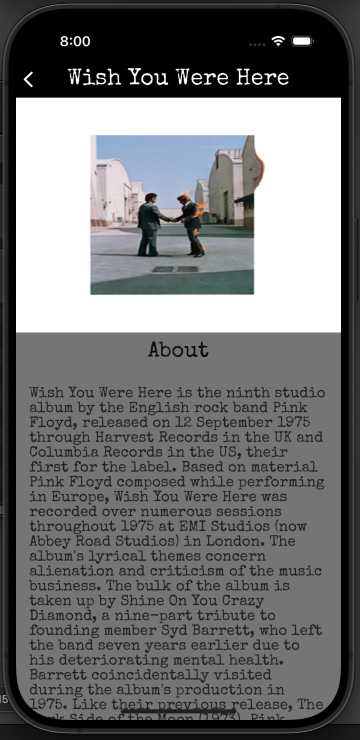 8:00
Wish You Were Here
About
Wish You Were Here is the ninth studio
album by the English rock band Pink
Floyd, released on 12 September 1975
through Harvest Records in the UK and
Columbia Records in the US, their
first for the label. Based on material
Pink Floyd composed while performing
in Europe, Wish You Were Here was
recorded over numerous sessions
throughout 1975 at EMI Studios (now
Abbey Road Studios) in London. The
album's lyrical themes concern
alienation and criticism of the music
business. The bulk of the album is
taken up by Shine On You Crazy
Diamond, a nine-part tribute to
founding member Syd Barrett, who left
the band seven years earlier due to
his deteriorating mental health.
Barrett coincidentally visited
during the album's production in
1975. Like their previous release, The
Dark Side of the Moon (1973), Pink